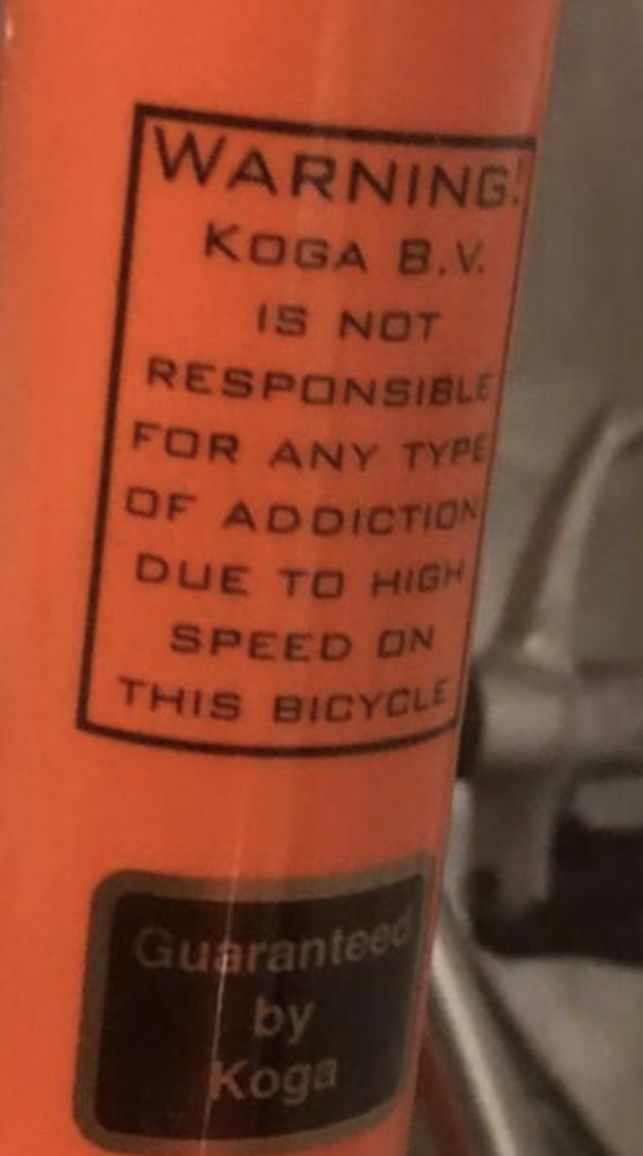 WARNING!
KOGA B.V.
IS NOT
RESPONSIBLE
FOR ANY TYPE
OF ADDICTION
DUE TO HIGH
SPEED ON
THIS BICYCLE
Guaranteed
by
Koga